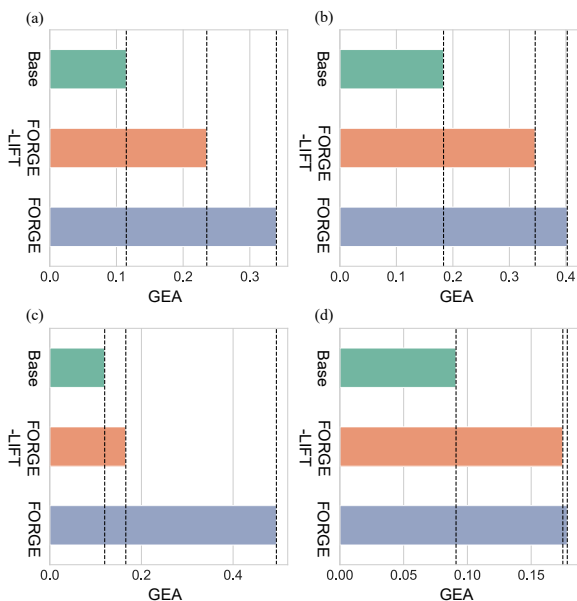 (a)
Base
FORGE
-LIFT
FORGE
0.0 0.1 0.2 0.3
GEA
(b)
Base
FORGE
-LIFT
FORGE
0.0 0.1 0.2 0.3 0.4
GEA
(c)
Base
FORGE
-LIFT
FORGE
0.0 0.2 0.4
GEA
(d)
Base
FORGE
-LIFT
FORGE
0.00 0.05 0.10 0.15
GEA